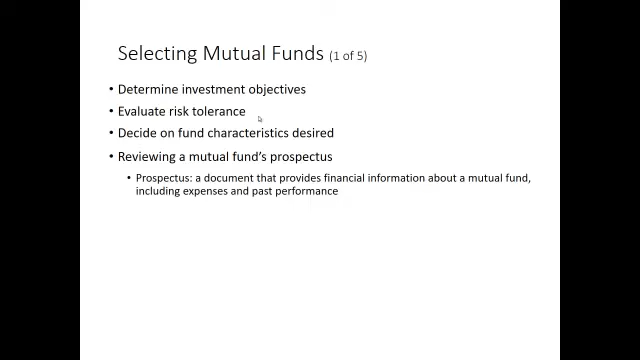 Selecting Mutual Funds (1 of 5)
• Determine investment objectives
• Evaluate risk tolerance
• Decide on fund characteristics desired
• Reviewing a mutual fund's prospectus
• Prospectus: a document that provides financial information about a mutual fund,
including expenses and past performance